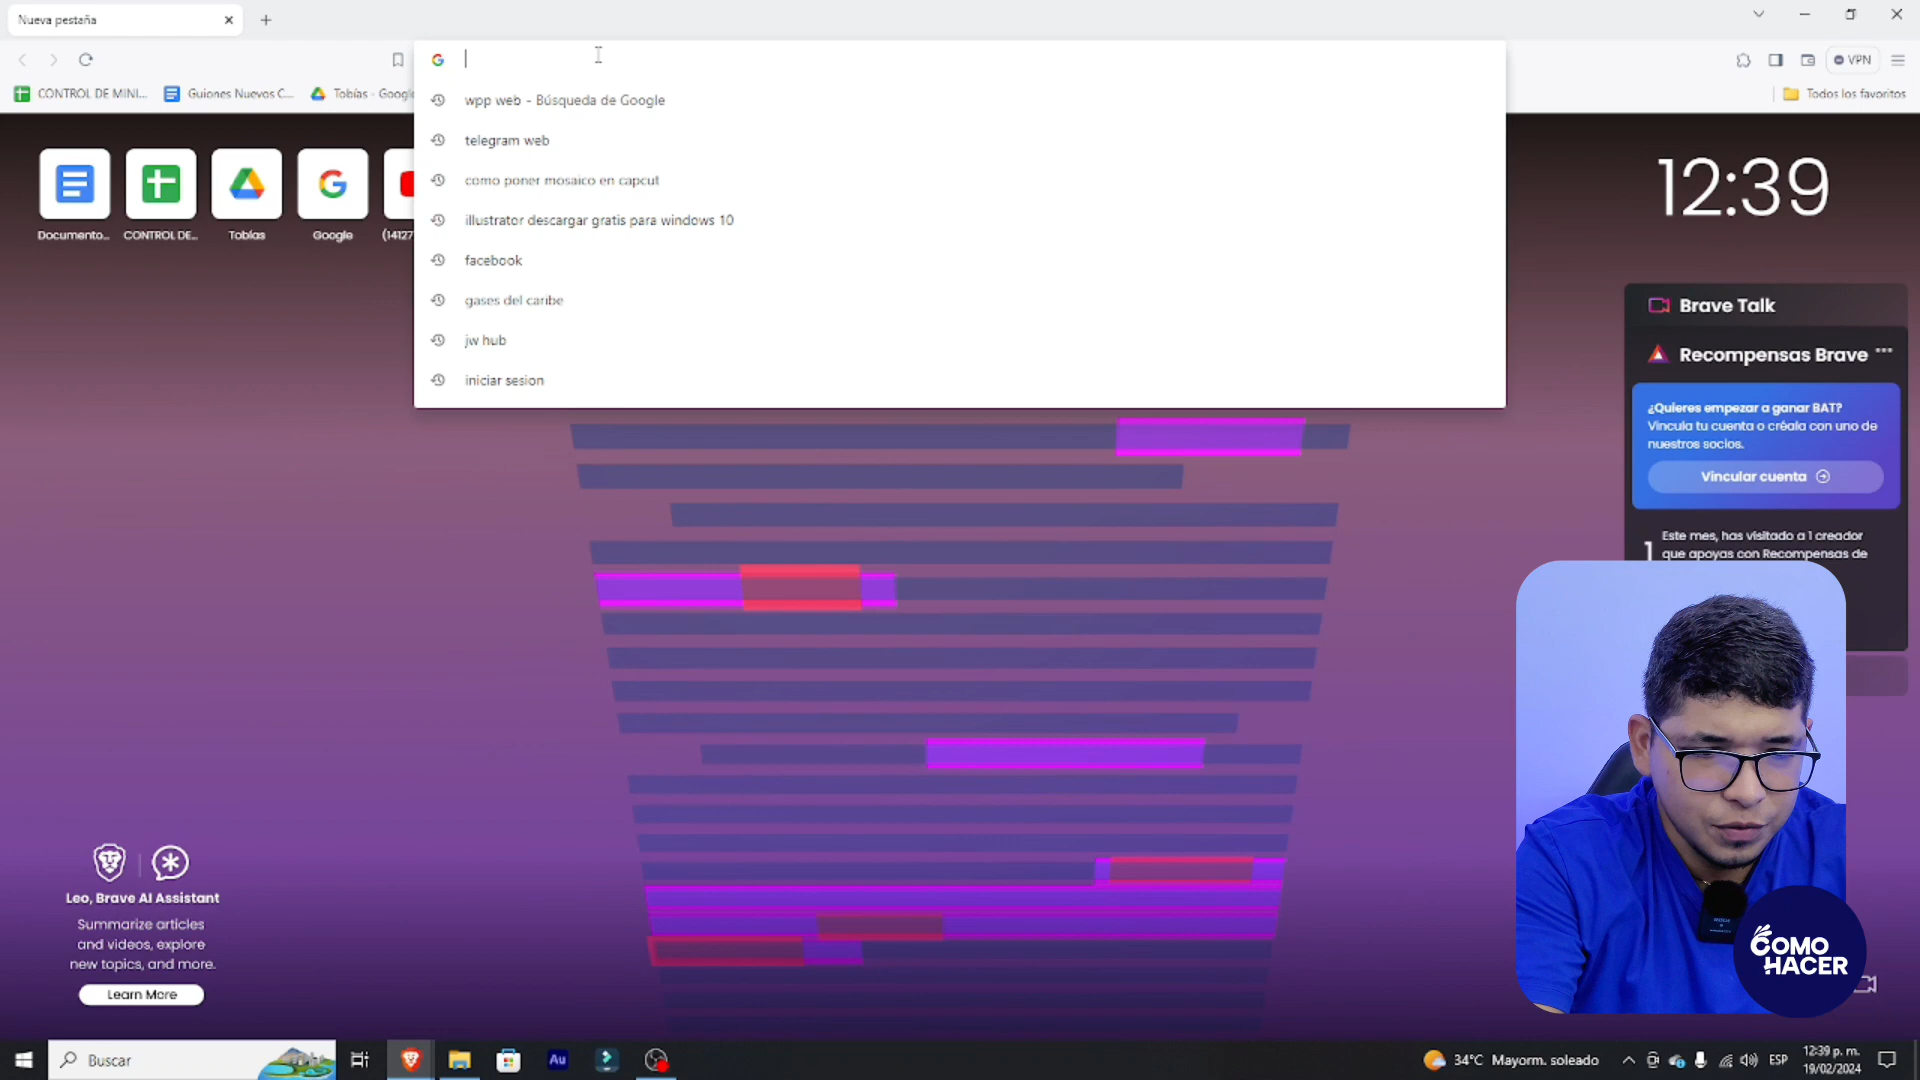 Nueva pestaña
VPN
CONTROL DE MINI...
Guiones Nuevos C...
Tobías - Google
Todos los favoritos
wpp web - Búsqueda de Google
telegram web
como poner mosaico en capcut
illustrator descargar gratis para windows 10
facebook
gases del caribe
jw hub
iniciar sesion
Documento...
CONTROL DE...
Tobías
Google
(14127
12:39
Brave Talk
Recompensas Brave
¿Quieres empezar a ganar BAT?
Vincula tu cuenta o créala con uno de
nuestros socios.
Vincular cuenta
1
Este mes, has visitado a 1 creador
que apoyas con Recompensas de
Leo, Brave AI Assistant
Summarize articles
and videos, explore
new topics, and more.
Learn More
COMO
HACER
Buscar
Au
34°C Mayorm. soleado
ESP
12:39 p. m.
19/02/2024